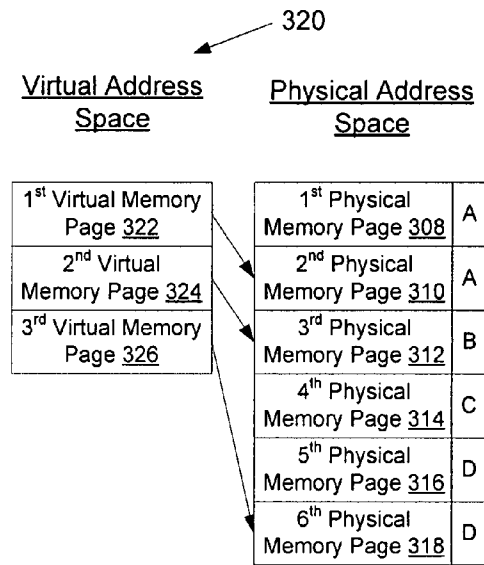 320
Virtual Address
Space
Physical Address
Space
1st Virtual Memory
Page 322
2nd Virtual
Memory Page 324
3rd Virtual Memory
Page 326
1st Physical
Memory Page 308
A
2nd Physical
Memory Page 310
A
3rd Physical
Memory Page 312
B
4th Physical
Memory Page 314
C
5th Physical
Memory Page 316
D
6th Physical
Memory Page 318
D